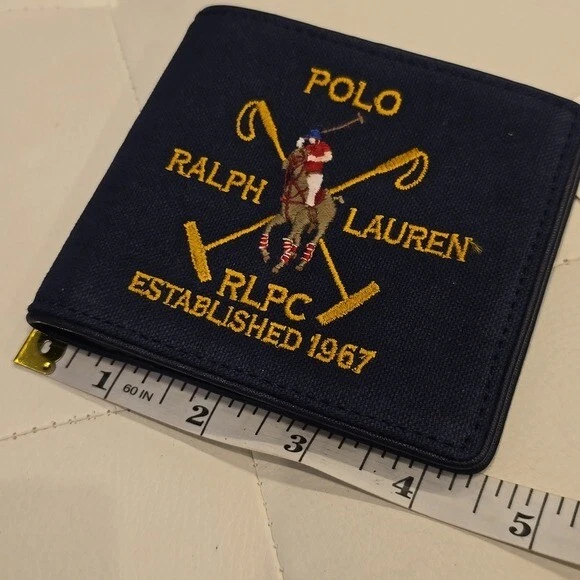 POLO
RALPH LAUREN
RLPC
ESTABLISHED 1967
1 60 IN 2 3 4 5